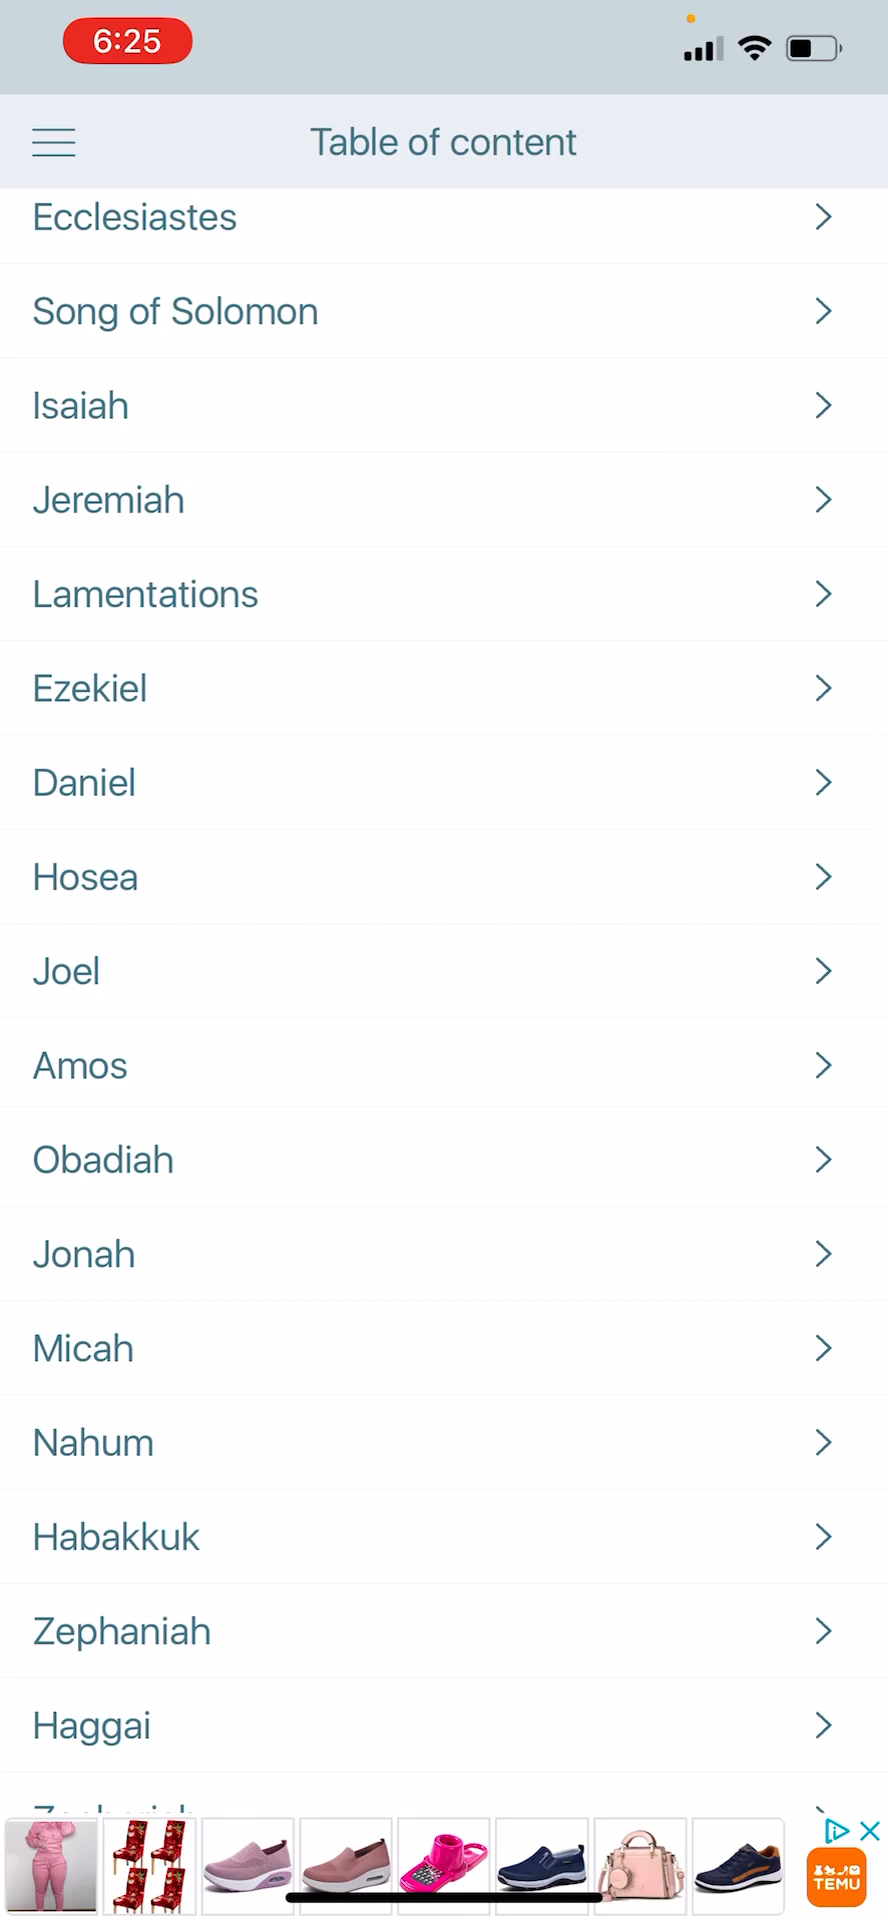 6:25
Table of content
Ecclesiastes
Song of Solomon
Isaiah
Jeremiah
Lamentations
Ezekiel
Daniel
Hosea
Joel
Amos
Obadiah
Jonah
Micah
Nahum
Habakkuk
Zephaniah
Haggai
TEMU